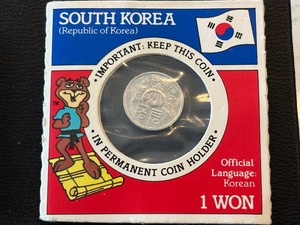 SOUTH KOREA
(Republic of Korea)
• IMPORTANT: KEEP THIS COIN •
IN PERMANENT COIN HOLDER
Official
Language:
Korean
1 WON